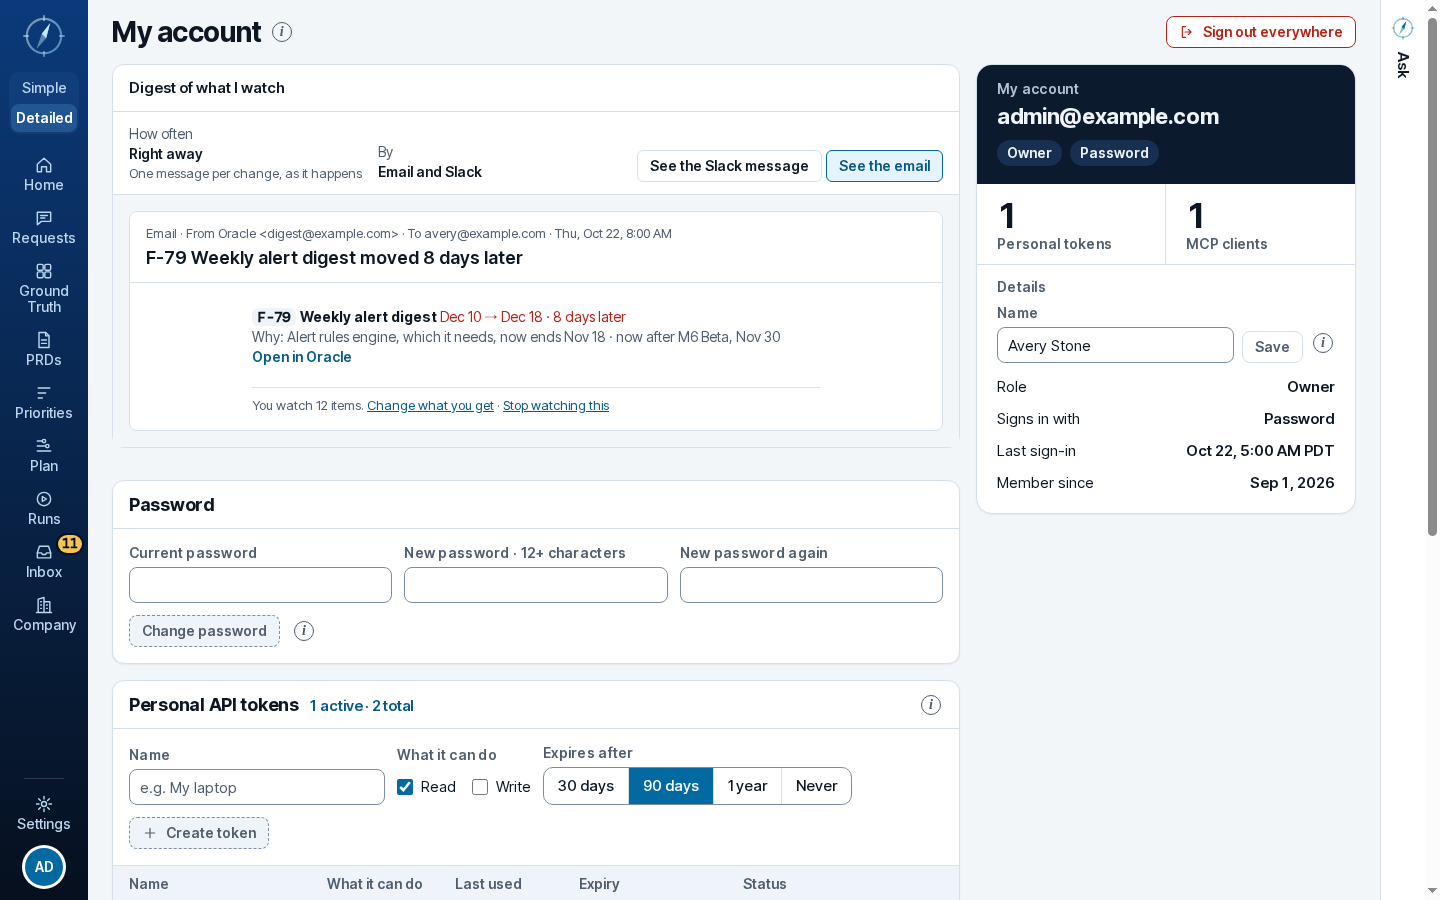 Simple
Detailed
Home
Requests
Ground
Truth
PRDs
Priorities
Plan
Runs
11
Inbox
Company
Settings
AD
My account
i
Sign out everywhere
Digest of what I watch
How often
Right away
One message per change, as it happens
By
Email and Slack
See the Slack message
See the email
Email · From Oracle <digest@example.com> · To avery@example.com · Thu, Oct 22, 8:00 AM
F-79 Weekly alert digest moved 8 days later
F-79 Weekly alert digest Dec 10 → Dec 18 · 8 days later
Why: Alert rules engine, which it needs, now ends Nov 18 · now after M6 Beta, Nov 30
Open in Oracle
You watch 12 items. Change what you get · Stop watching this
Password
Current password
New password · 12+ characters
New password again
Change password
i
Personal API tokens 1 active · 2 total
i
Name
What it can do
Expires after
e.g. My laptop
Read
Write
30 days
90 days
1 year
Never
+ Create token
Name
What it can do
Last used
Expiry
Status
My account
admin@example.com
Owner
Password
1
Personal tokens
1
MCP clients
Details
Name
Avery Stone
Save
i
Role
Owner
Signs in with
Password
Last sign-in
Oct 22, 5:00 AM PDT
Member since
Sep 1, 2026
Ask